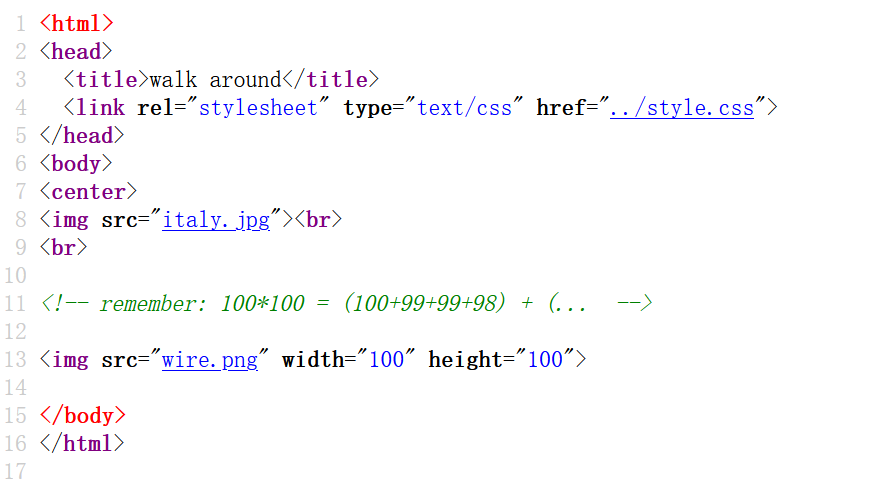 1 <html>
2 <head>
3   <title>walk around</title>
4   <link rel="stylesheet" type="text/css" href="../style.css">
5 </head>
6 <body>
7 <center>
8 <img src="italy.jpg"><br>
9 <br>
10
11 <!-- remember: 100*100 = (100+99+99+98) + (...  -->
12
13 <img src="wire.png" width="100" height="100">
14
15 </body>
16 </html>
17